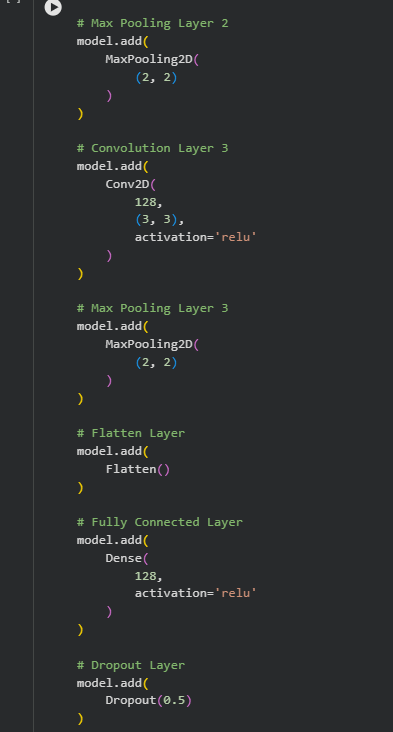 [ ]
# Max Pooling Layer 2
model.add(
MaxPooling2D(
(2, 2)
)
)
# Convolution Layer 3
model.add(
Conv2D(
128,
(3, 3),
activation='relu'
)
)
# Max Pooling Layer 3
model.add(
MaxPooling2D(
(2, 2)
)
)
# Flatten Layer
model.add(
Flatten()
)
# Fully Connected Layer
model.add(
Dense(
128,
activation='relu'
)
)
# Dropout Layer
model.add(
Dropout(0.5)
)